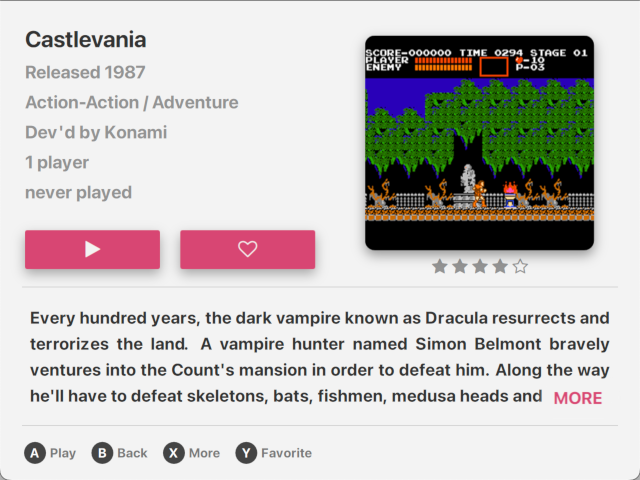 Castlevania
Released 1987
Action-Action / Adventure
Dev'd by Konami
1 player
never played
SCORE-000000 TIME 0294 STAGE 01
PLAYER -10
ENEMY P-03
Every hundred years, the dark vampire known as Dracula resurrects and
terrorizes the land. A vampire hunter named Simon Belmont bravely
ventures into the Count's mansion in order to defeat him. Along the way
he'll have to defeat skeletons, bats, fishmen, medusa heads and MORE
A Play B Back X More Y Favorite